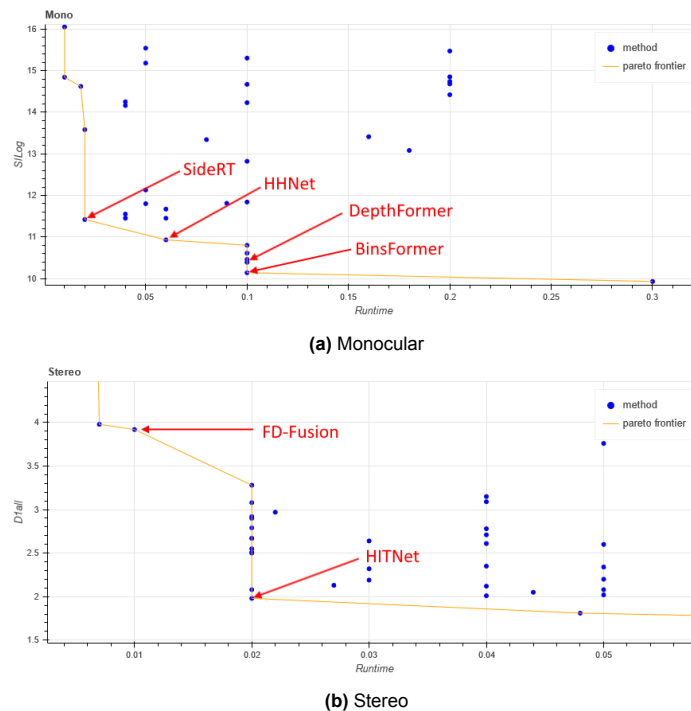 Mono
16
method
pareto frontier
15
14
SILog
13
SideRT
HHNet
12
DepthFormer
11
BinsFormer
10
0.05
0.1
0.15
0.2
0.25
0.3
Runtime
(a) Monocular
Stereo
method
4
FD-Fusion
pareto frontier
3.5
3
D1all
2.5
HITNet
2
1.5
0.01
0.02
0.03
0.04
0.05
Runtime
(b) Stereo